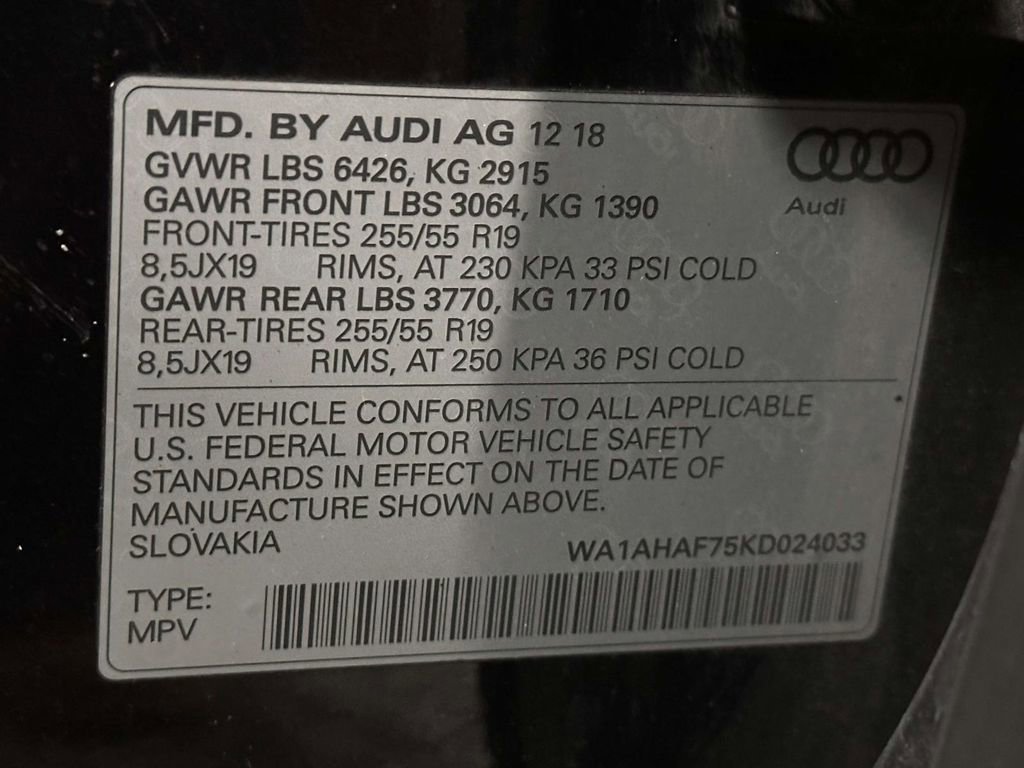 MFD. BY AUDI AG 12 18
GVWR LBS 6426, KG 2915
GAWR FRONT LBS 3064, KG 1390
FRONT-TIRES 255/55 R19
8,5JX19 RIMS, AT 230 KPA 33 PSI COLD
GAWR REAR LBS 3770, KG 1710
REAR-TIRES 255/55 R19
8,5JX19 RIMS, AT 250 KPA 36 PSI COLD
Audi
THIS VEHICLE CONFORMS TO ALL APPLICABLE
U.S. FEDERAL MOTOR VEHICLE SAFETY
STANDARDS IN EFFECT ON THE DATE OF
MANUFACTURE SHOWN ABOVE.
SLOVAKIA
WA1AHAF75KD024033
TYPE:
MPV